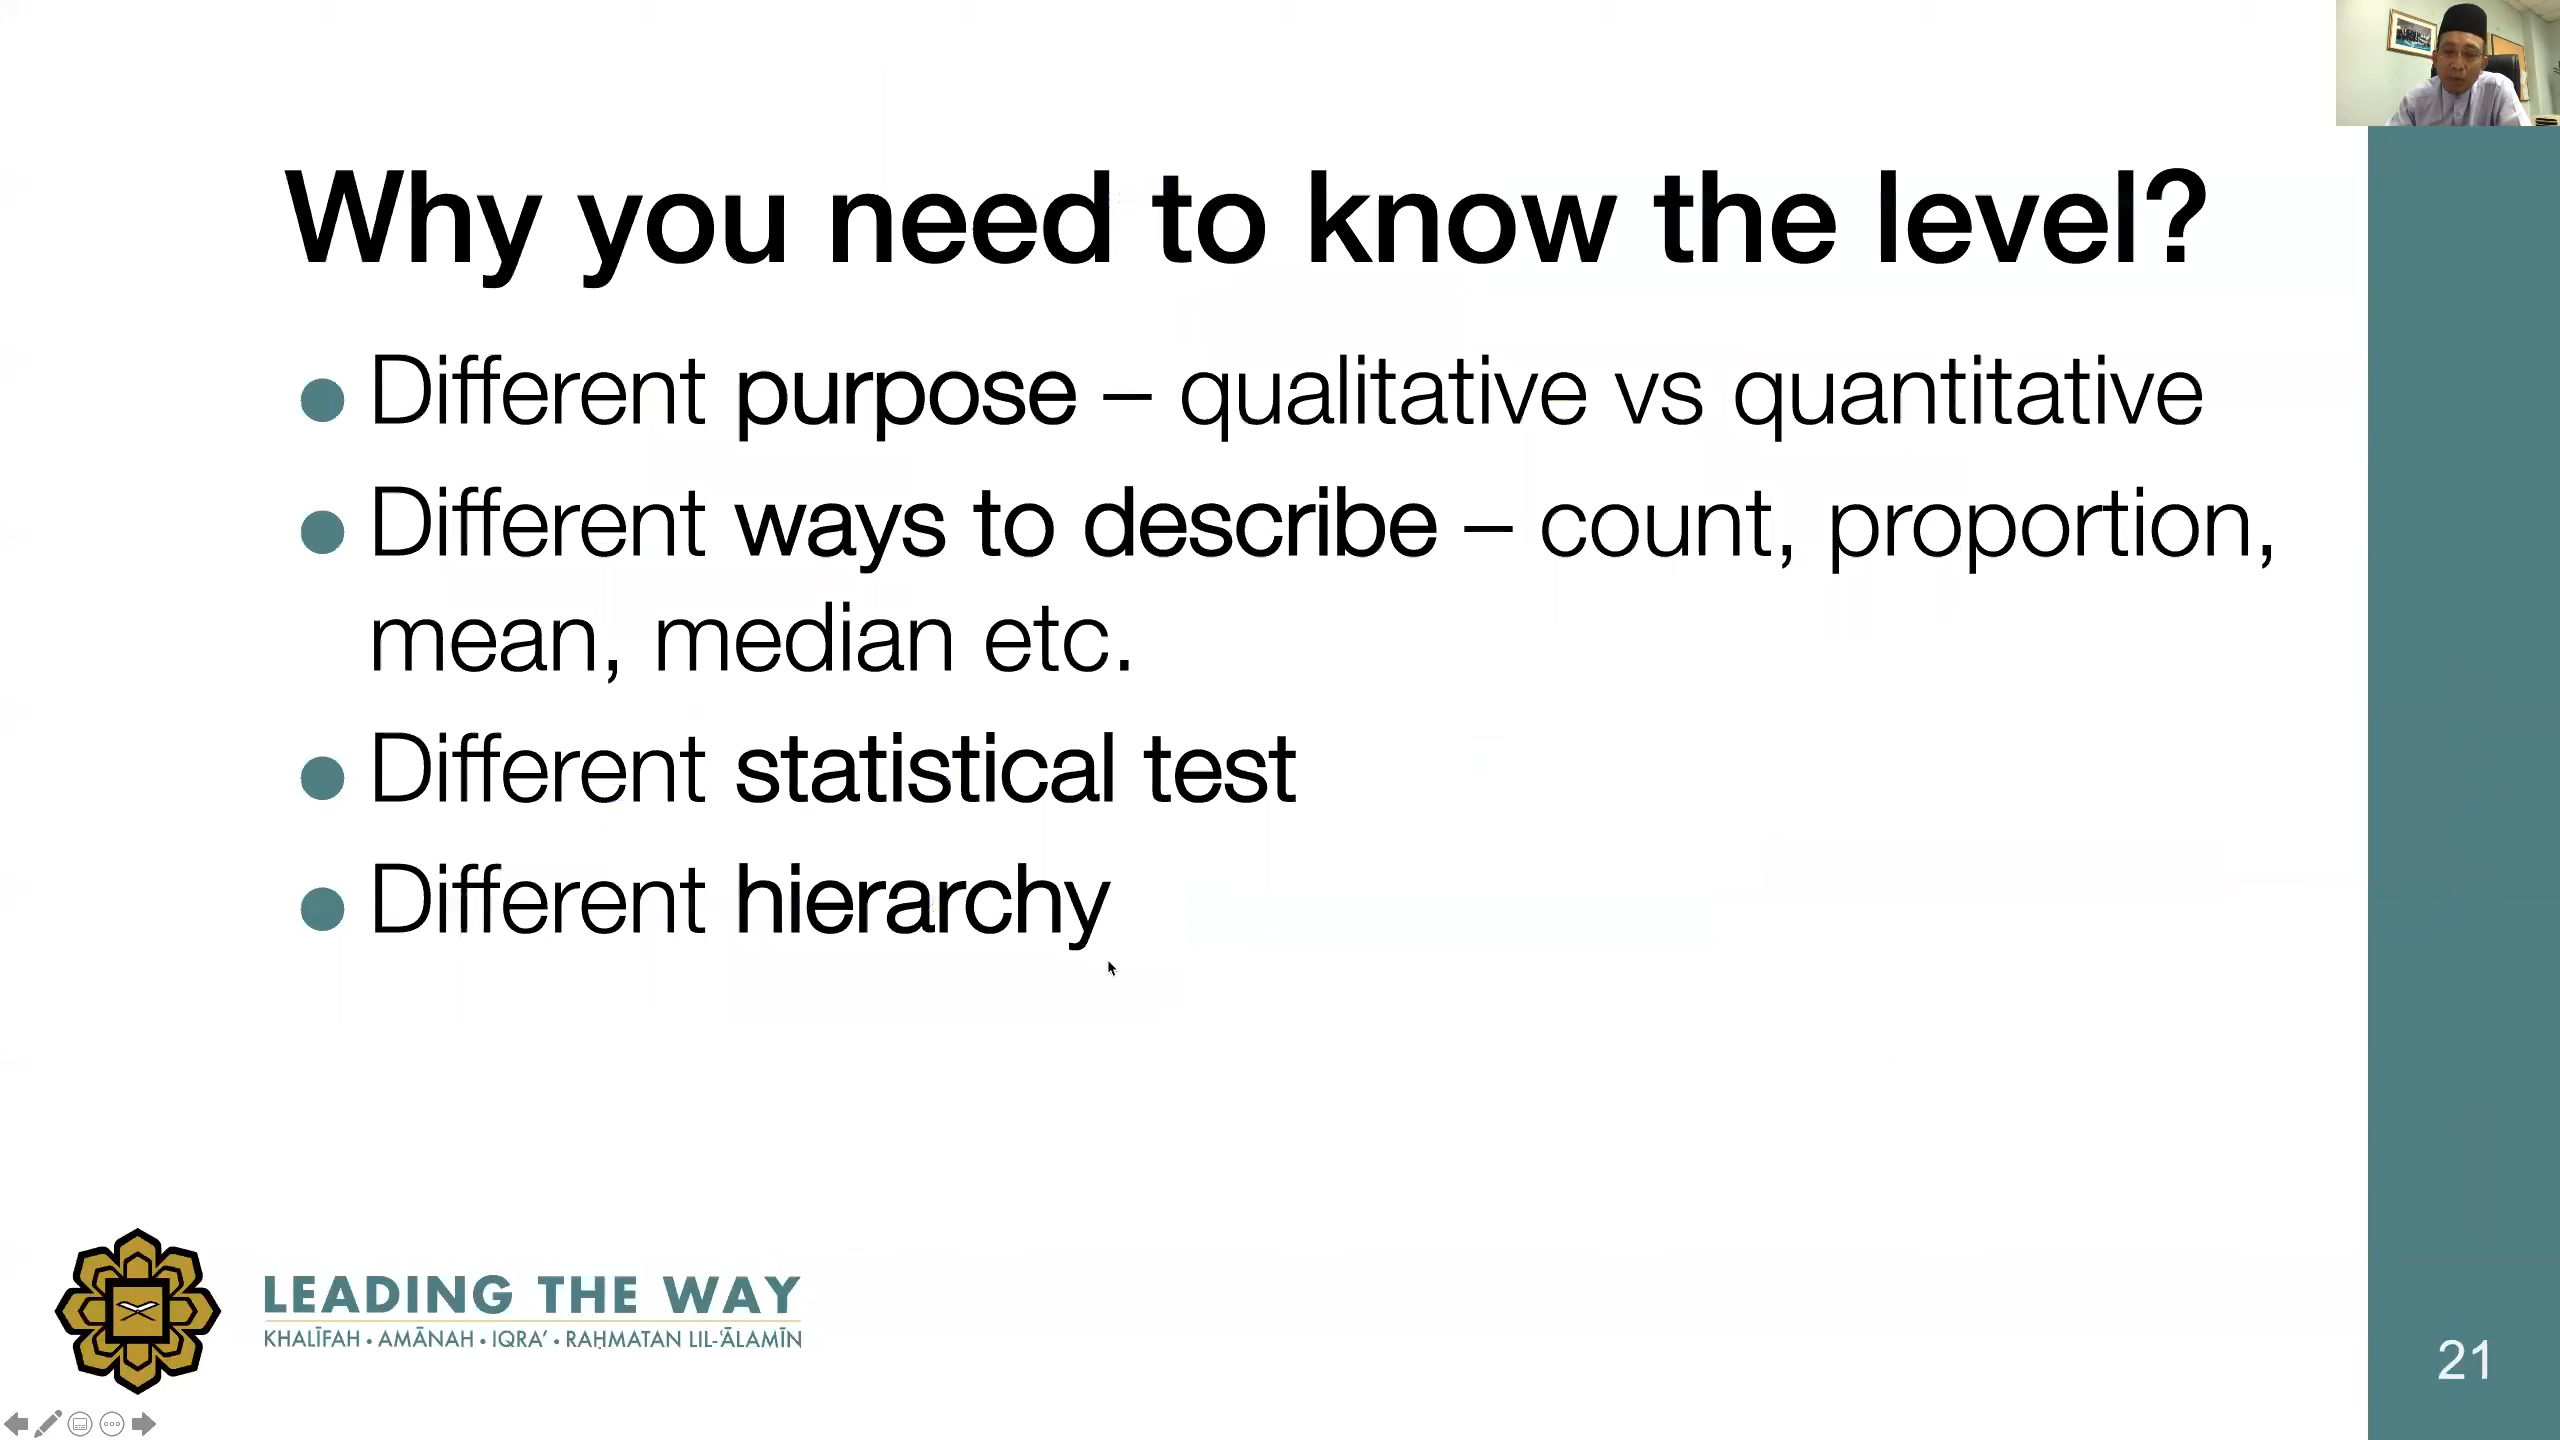 Why you need to know the level?
Different purpose – qualitative vs quantitative
Different ways to describe – count, proportion,
mean, median etc.
Different statistical test
Different hierarchy
LEADING THE WAY
KHALĪFAH • AMĀNAH • IQRA’ • RAḤMATAN LIL-‘ĀLAMĪN
21